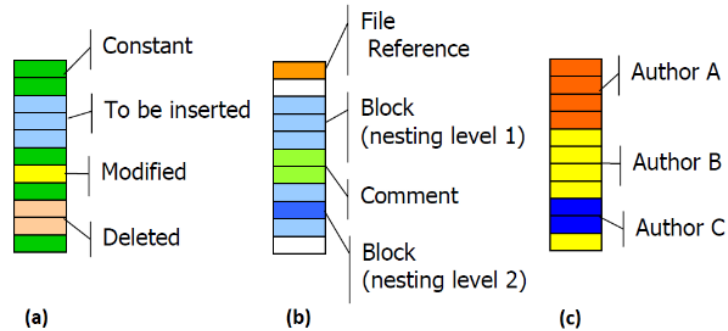 Constant
To be inserted
Modified
Deleted
(a)
File
Reference
Block
(nesting level 1)
Comment
Block
(nesting level 2)
(b)
Author A
Author B
Author C
(c)